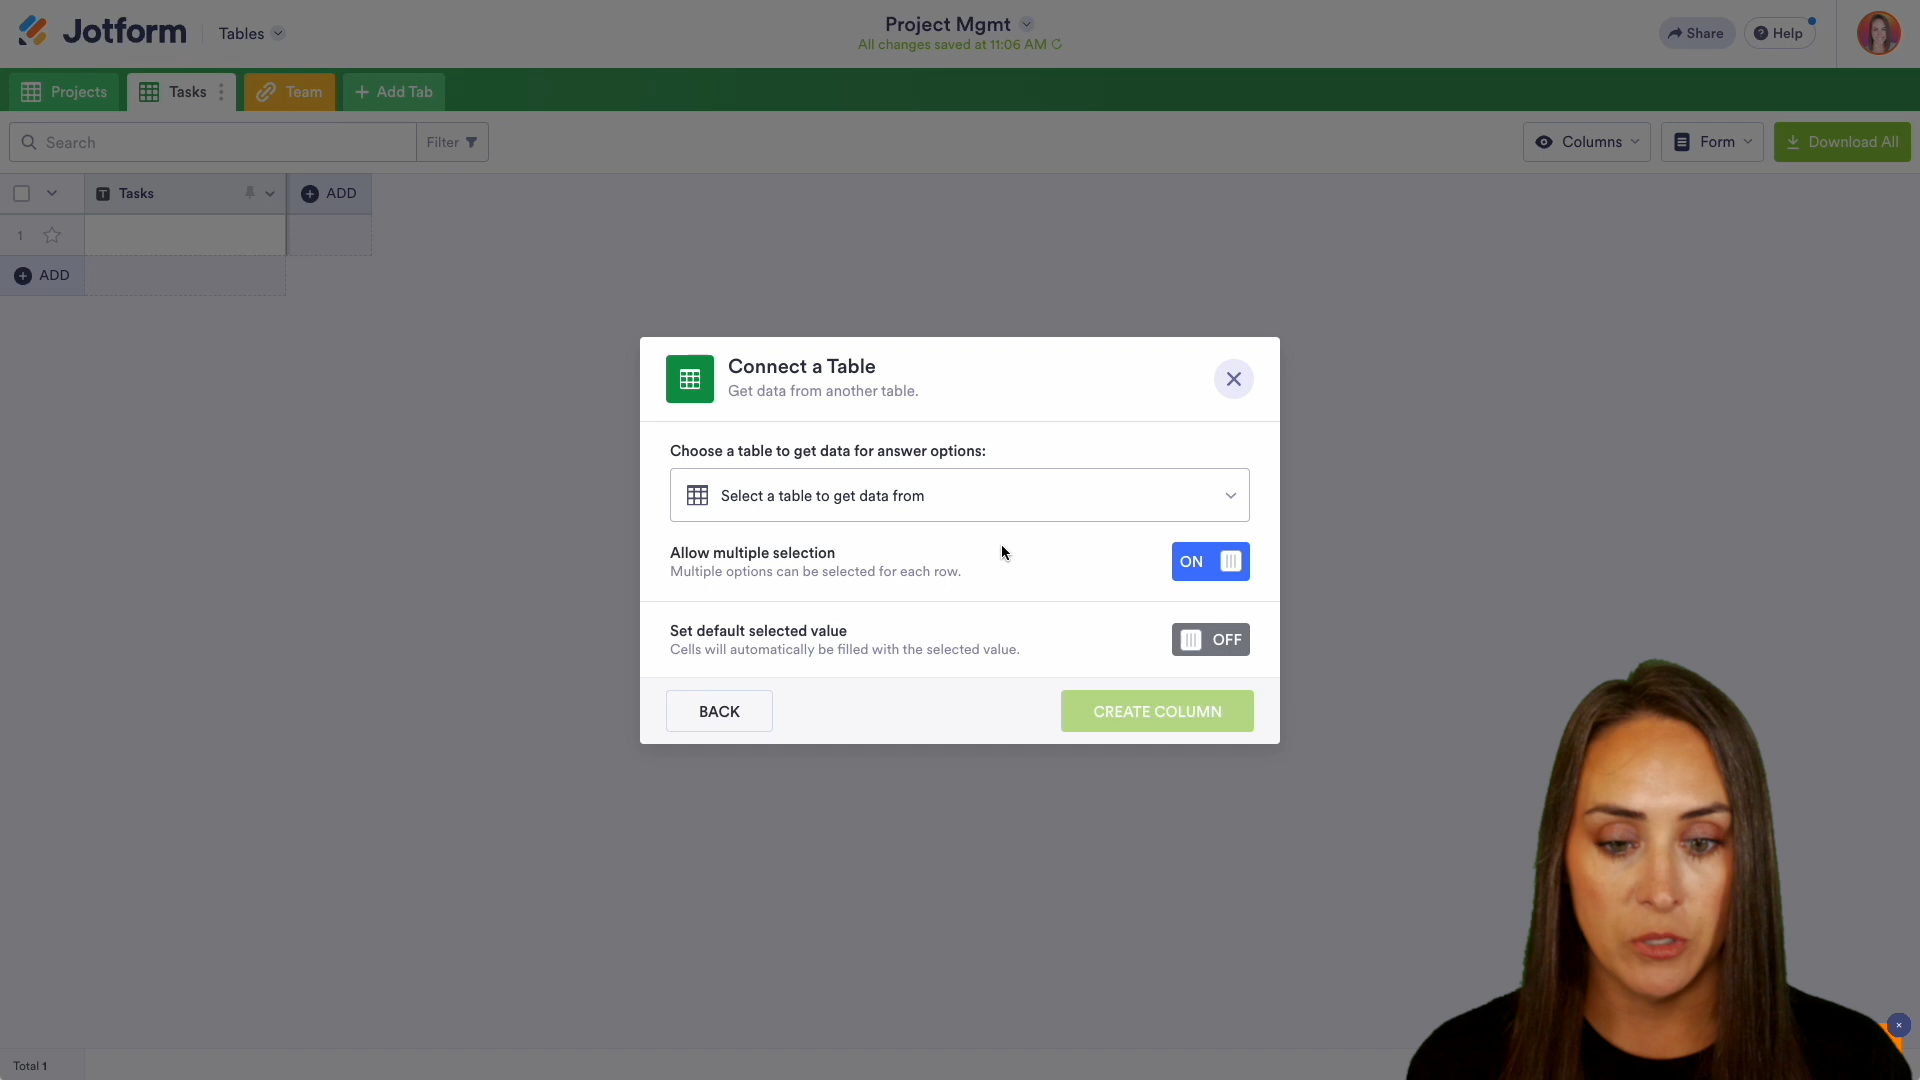 Jotform
Tables
Project Mgmt
All changes saved at 11:06 AM
Share
Help
Projects
Tasks
Team
Add Tab
Search
Filter
Columns
Form
Download All
Tasks
ADD
1
ADD
Connect a Table
Get data from another table.
Choose a table to get data for answer options:
Select a table to get data from
Allow multiple selection
Multiple options can be selected for each row.
ON
Set default selected value
Cells will automatically be filled with the selected value.
OFF
BACK
CREATE COLUMN
Total 1